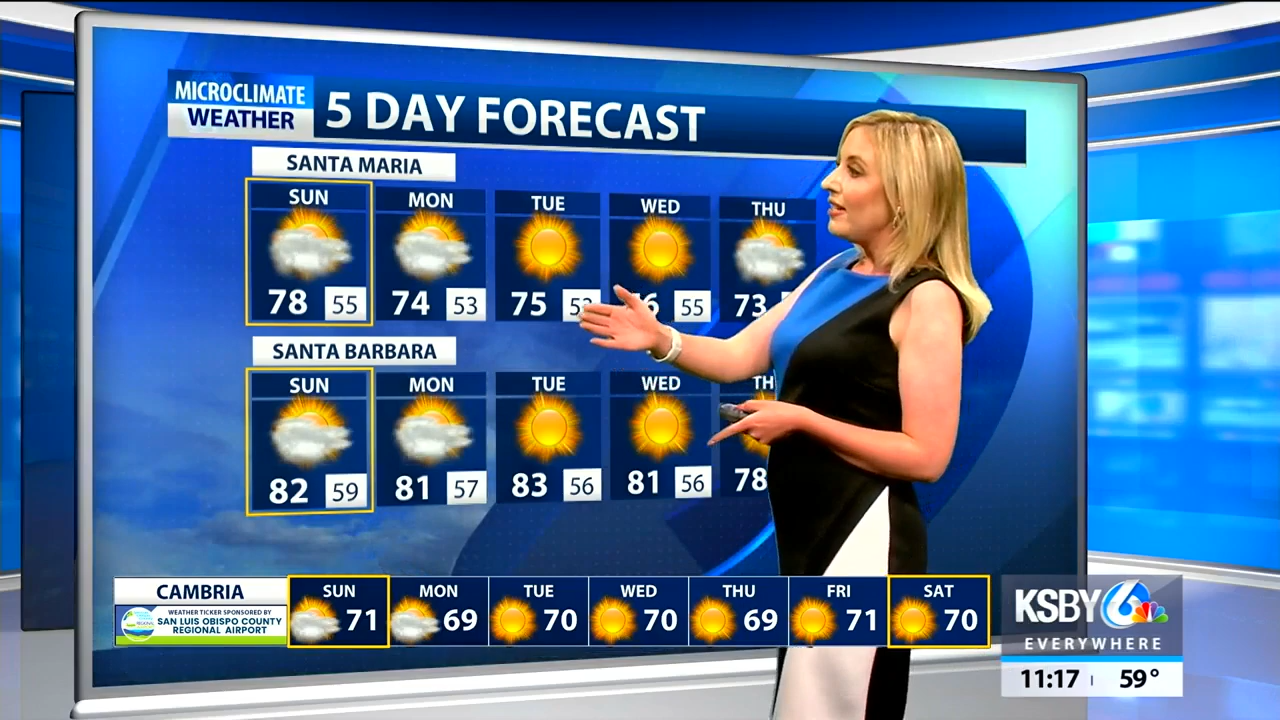 MICROCLIMATE
WEATHER
5 DAY FORECAST
SANTA MARIA
SUN MON TUE WED THU
78 55 74 53 75 55 73
SANTA BARBARA
SUN MON TUE WED
82 59 81 57 83 56 81 56 78
CAMBRIA
WEATHER TICKER SPONSORED BY
SAN LUIS OBISPO COUNTY
REGIONAL AIRPORT
SUN MON TUE WED THU FRI SAT
71 69 70 70 69 71 70
KSBY 6
EVERYWHERE
11:17 59°